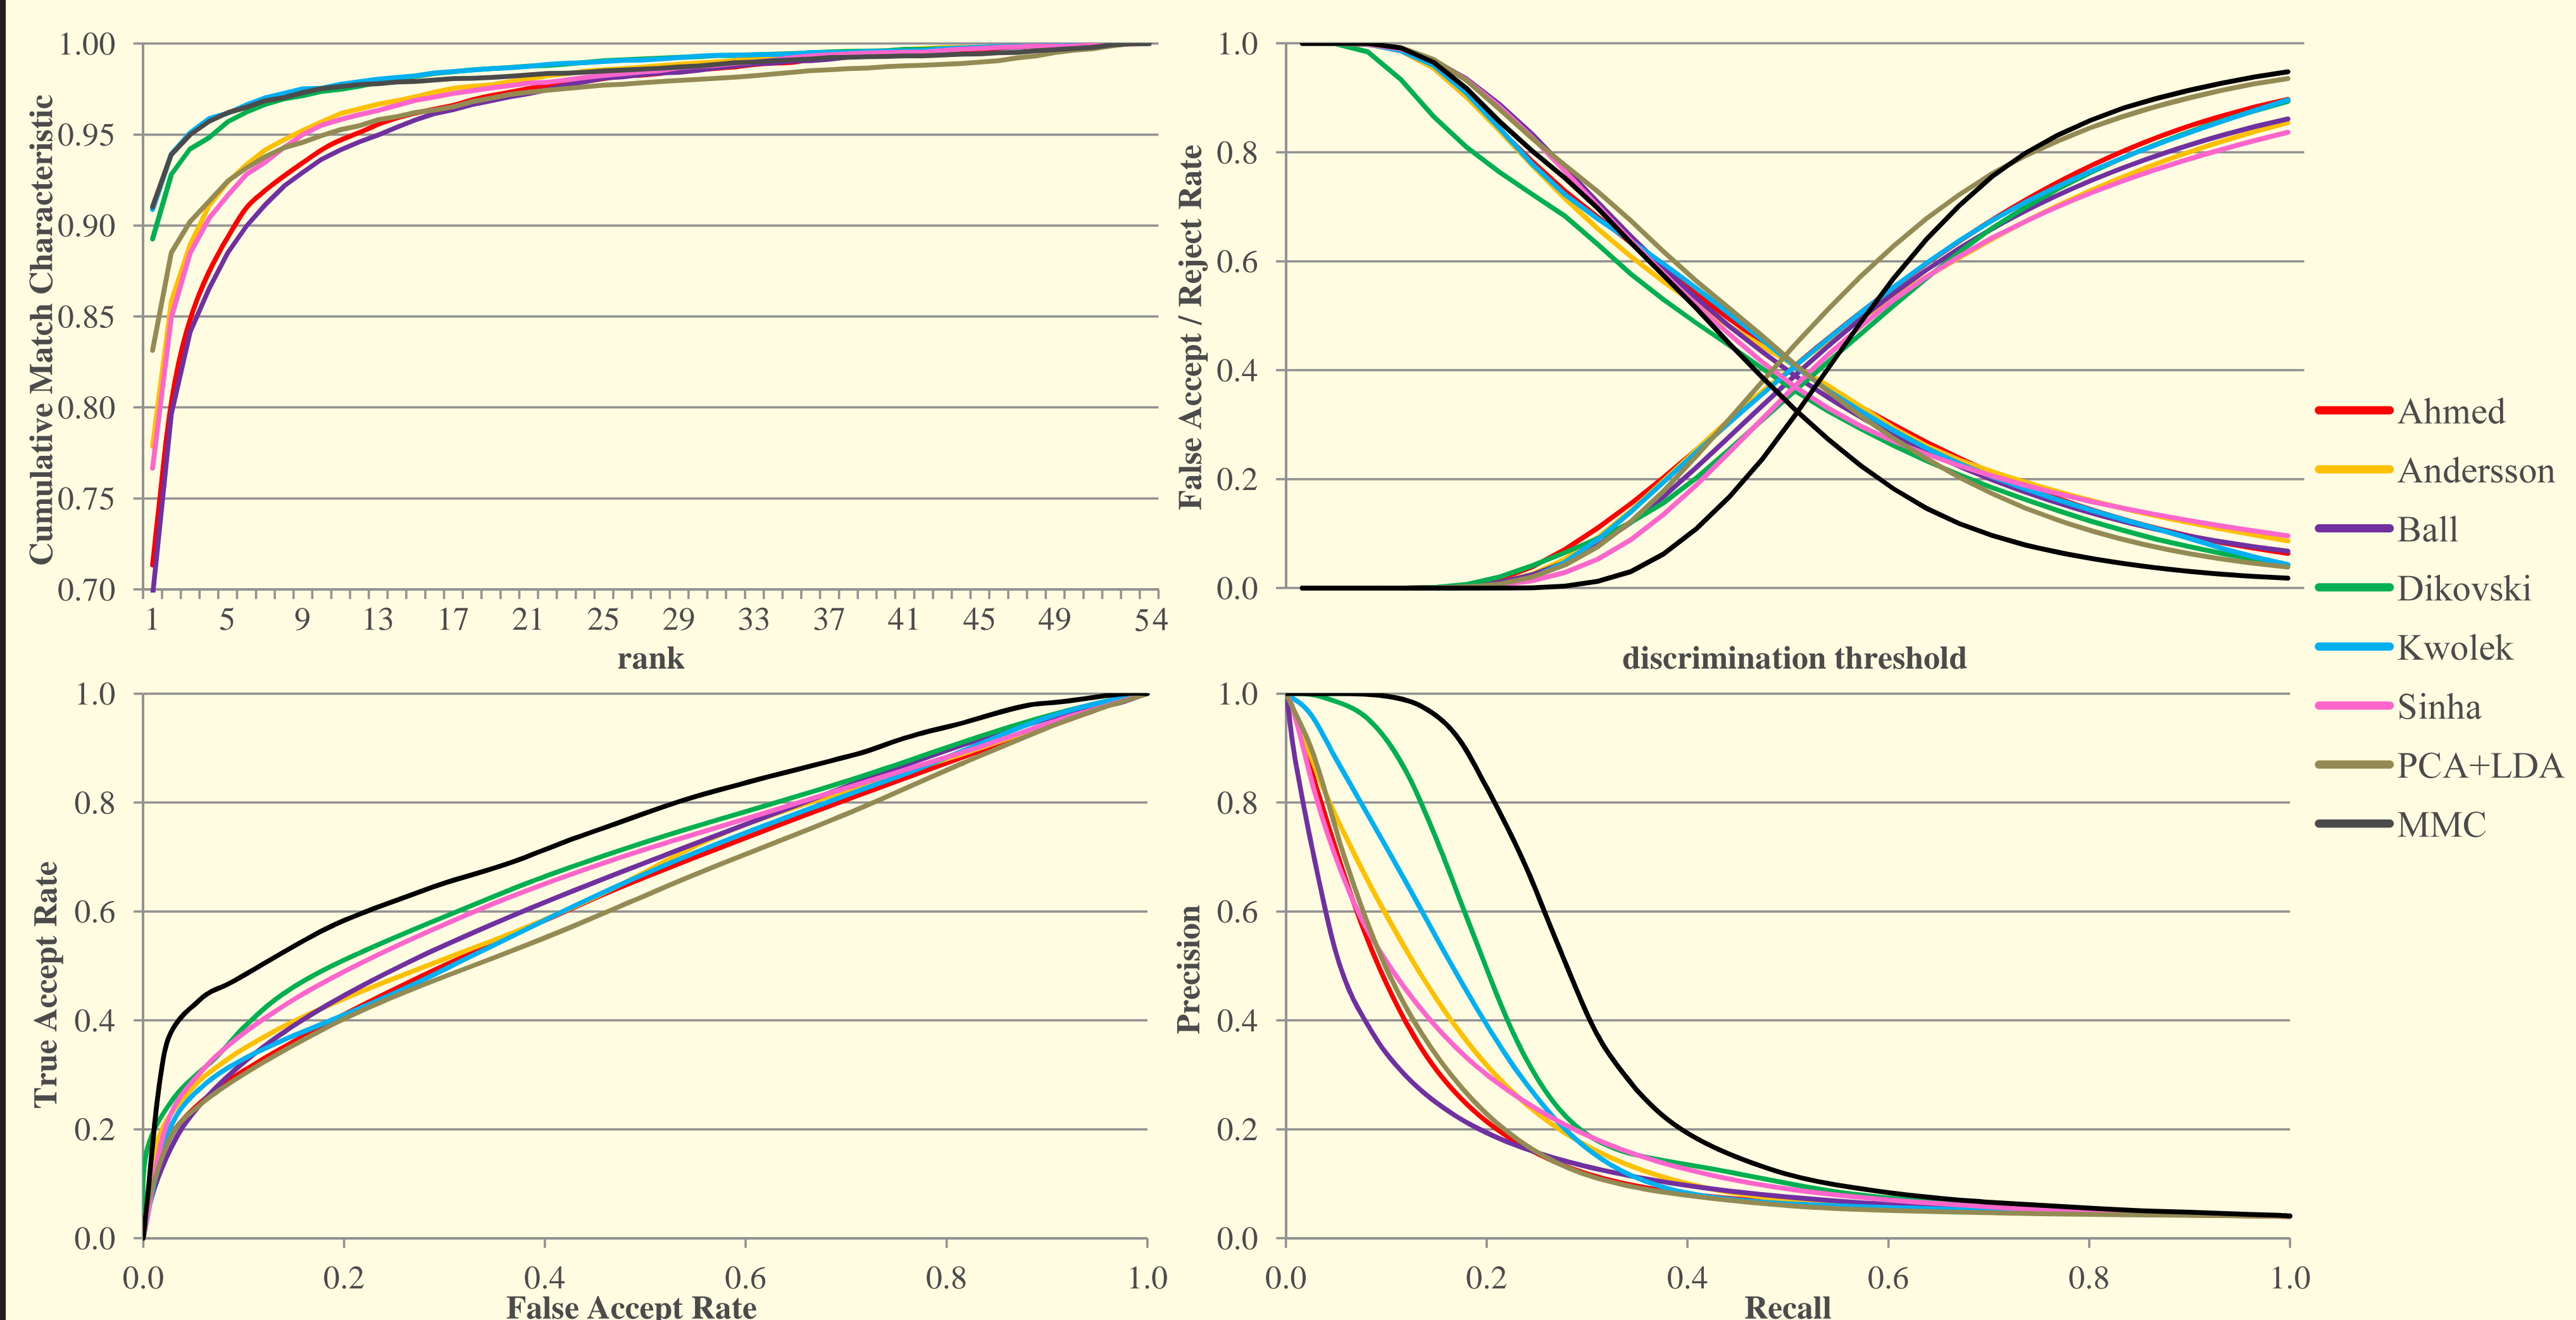 Cumulative Match Characteristic
1.00
0.95
0.90
0.85
0.80
0.75
0.70
1 5 9 13 17 21 25 29 33 37 41 45 49 54
rank
False Accept / Reject Rate
1.0
0.8
0.6
0.4
0.2
0.0
discrimination threshold
Ahmed
Andersson
Ball
Dikovski
Kwolek
Sinha
PCA+LDA
MMC
True Accept Rate
1.0
0.8
0.6
0.4
0.2
0.0
0.0 0.2 0.4 0.6 0.8 1.0
False Accept Rate
Precision
1.0
0.8
0.6
0.4
0.2
0.0
0.0 0.2 0.4 0.6 0.8 1.0
Recall